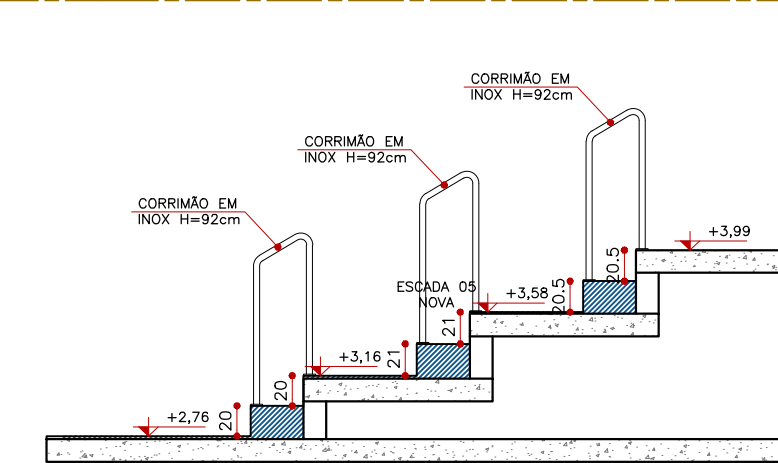 CORRIMÃO EM
INOX H=92cm
CORRIMÃO EM
INOX H=92cm
CORRIMÃO EM
INOX H=92cm
+3,99
20.5
20.5
ESCADA 05
NOVA
+3,58
21
21
+3,16
20
20
+2,76